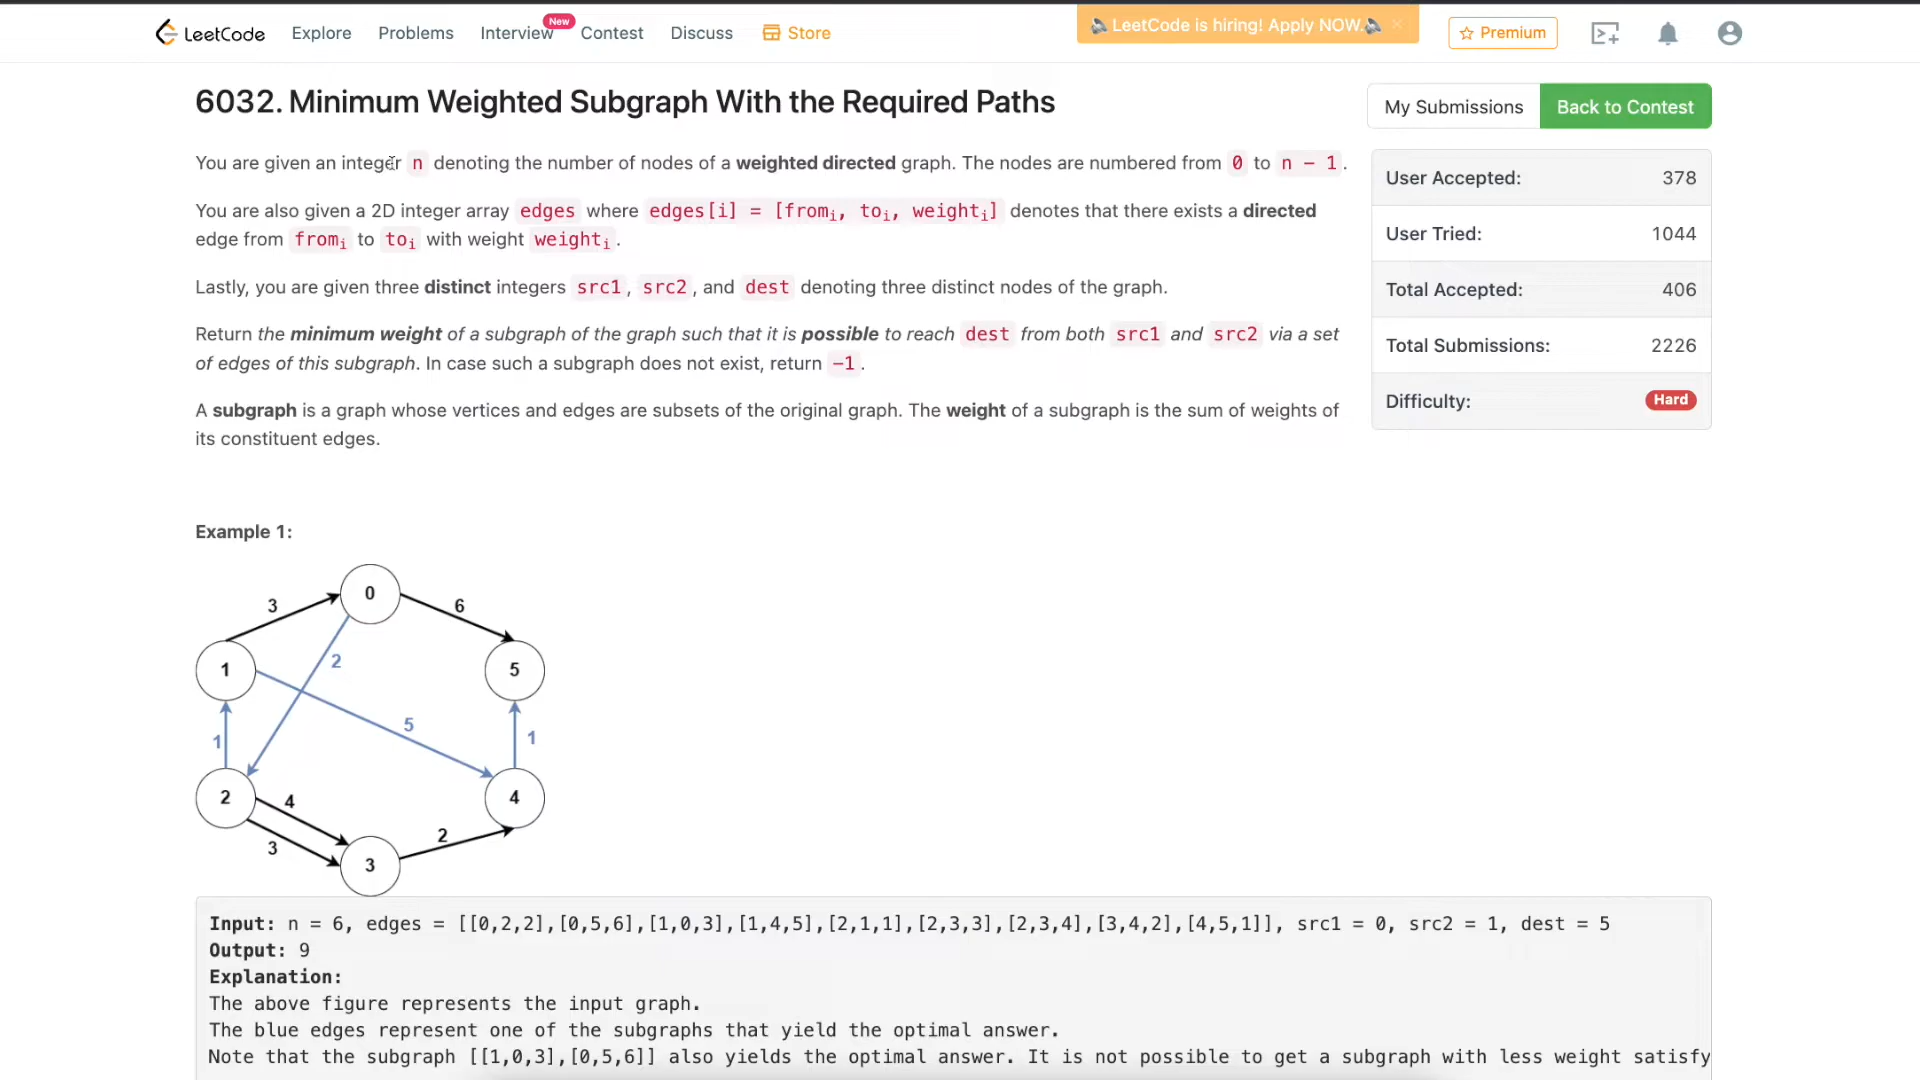 LeetCode Explore Problems Interview New Contest Discuss Store LeetCode is hiring! Apply NOW. × Premium
6032. Minimum Weighted Subgraph With the Required Paths
My Submissions Back to Contest
You are given an integer n denoting the number of nodes of a weighted directed graph. The nodes are numbered from 0 to n - 1.
You are also given a 2D integer array edges where edges[i] = [fromi, toi, weighti] denotes that there exists a directed
edge from fromi to toi with weight weighti.
Lastly, you are given three distinct integers src1, src2, and dest denoting three distinct nodes of the graph.
Return the minimum weight of a subgraph of the graph such that it is possible to reach dest from both src1 and src2 via a set
of edges of this subgraph. In case such a subgraph does not exist, return -1.
A subgraph is a graph whose vertices and edges are subsets of the original graph. The weight of a subgraph is the sum of weights of
its constituent edges.
User Accepted: 378
User Tried: 1044
Total Accepted: 406
Total Submissions: 2226
Difficulty: Hard
Example 1:
0
3 6
2
1 5
5
1 1
2 4
4
3 2
3
Input: n = 6, edges = [[0,2,2],[0,5,6],[1,0,3],[1,4,5],[2,1,1],[2,3,3],[2,3,4],[3,4,2],[4,5,1]], src1 = 0, src2 = 1, dest = 5
Output: 9
Explanation:
The above figure represents the input graph.
The blue edges represent one of the subgraphs that yield the optimal answer.
Note that the subgraph [[1,0,3],[0,5,6]] also yields the optimal answer. It is not possible to get a subgraph with less weight satisfy